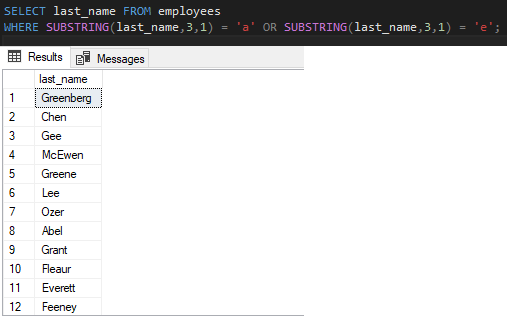 SELECT last_name FROM employees
WHERE SUBSTRING(last_name,3,1) = 'a' OR SUBSTRING(last_name,3,1) = 'e';
Results Messages
last_name
1 Greenberg
2 Chen
3 Gee
4 McEwen
5 Greene
6 Lee
7 Ozer
8 Abel
9 Grant
10 Fleaur
11 Everett
12 Feeney